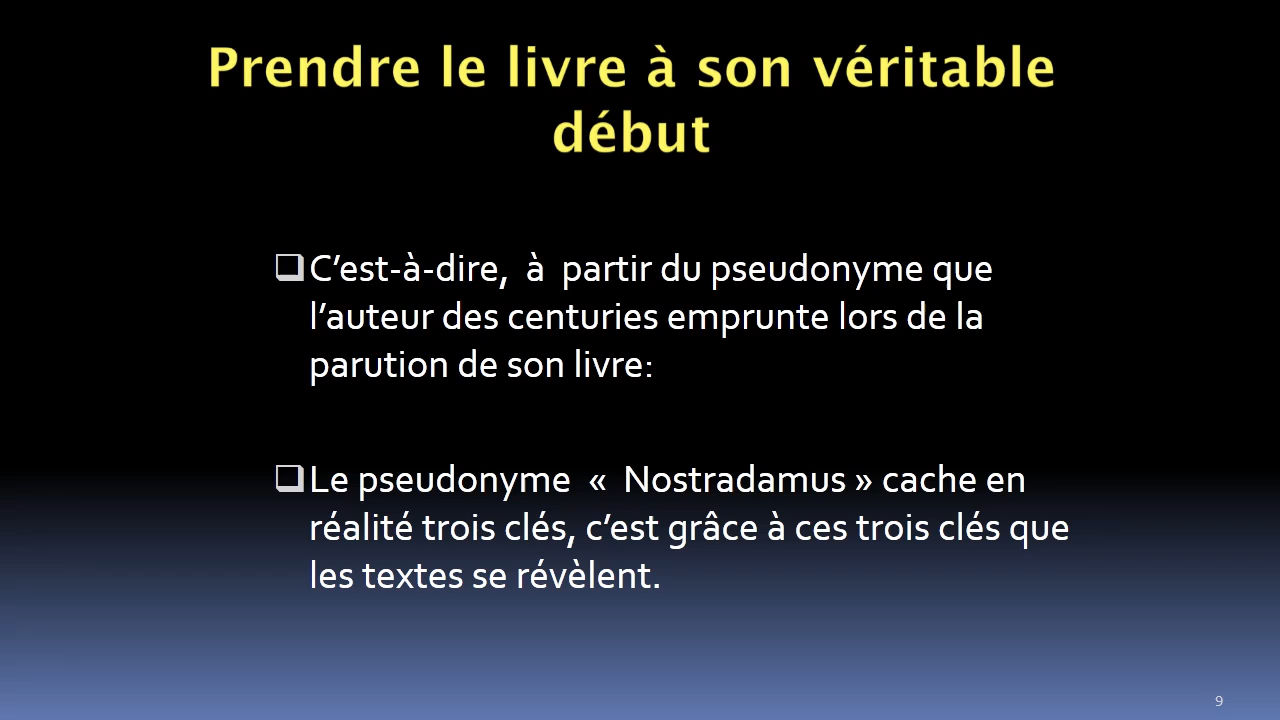 Prendre le livre à son véritable
début
C’est-à-dire, à partir du pseudonyme que
l’auteur des centuries emprunte lors de la
parution de son livre:
Le pseudonyme « Nostradamus » cache en
réalité trois clés, c’est grâce à ces trois clés que
les textes se révèlent.
9